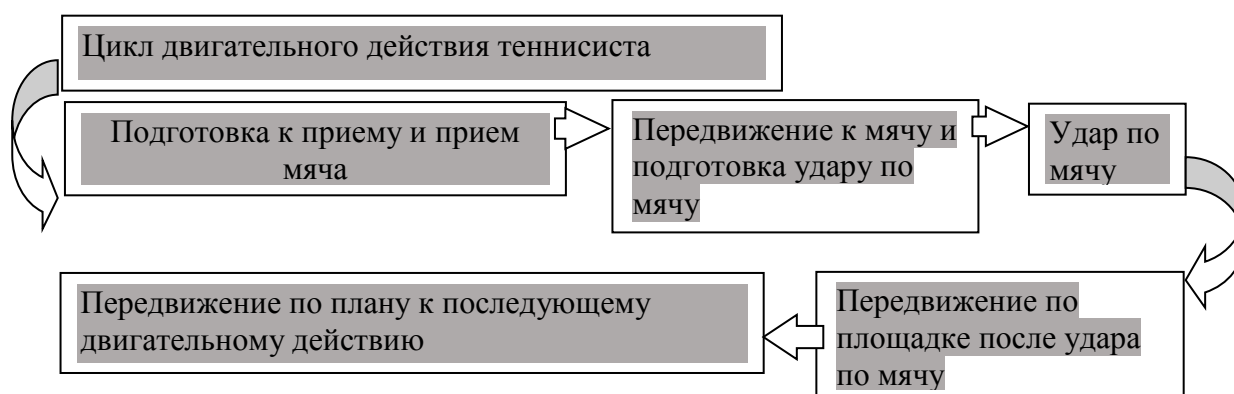 Цикл двигательного действия теннисиста
Подготовка к приему и прием
мяча
Передвижение к мячу и
подготовка удару по
мячу
Удар по
мячу
Передвижение по
площадке после удара
по мячу
Передвижение по плану к последующему
двигательному действию